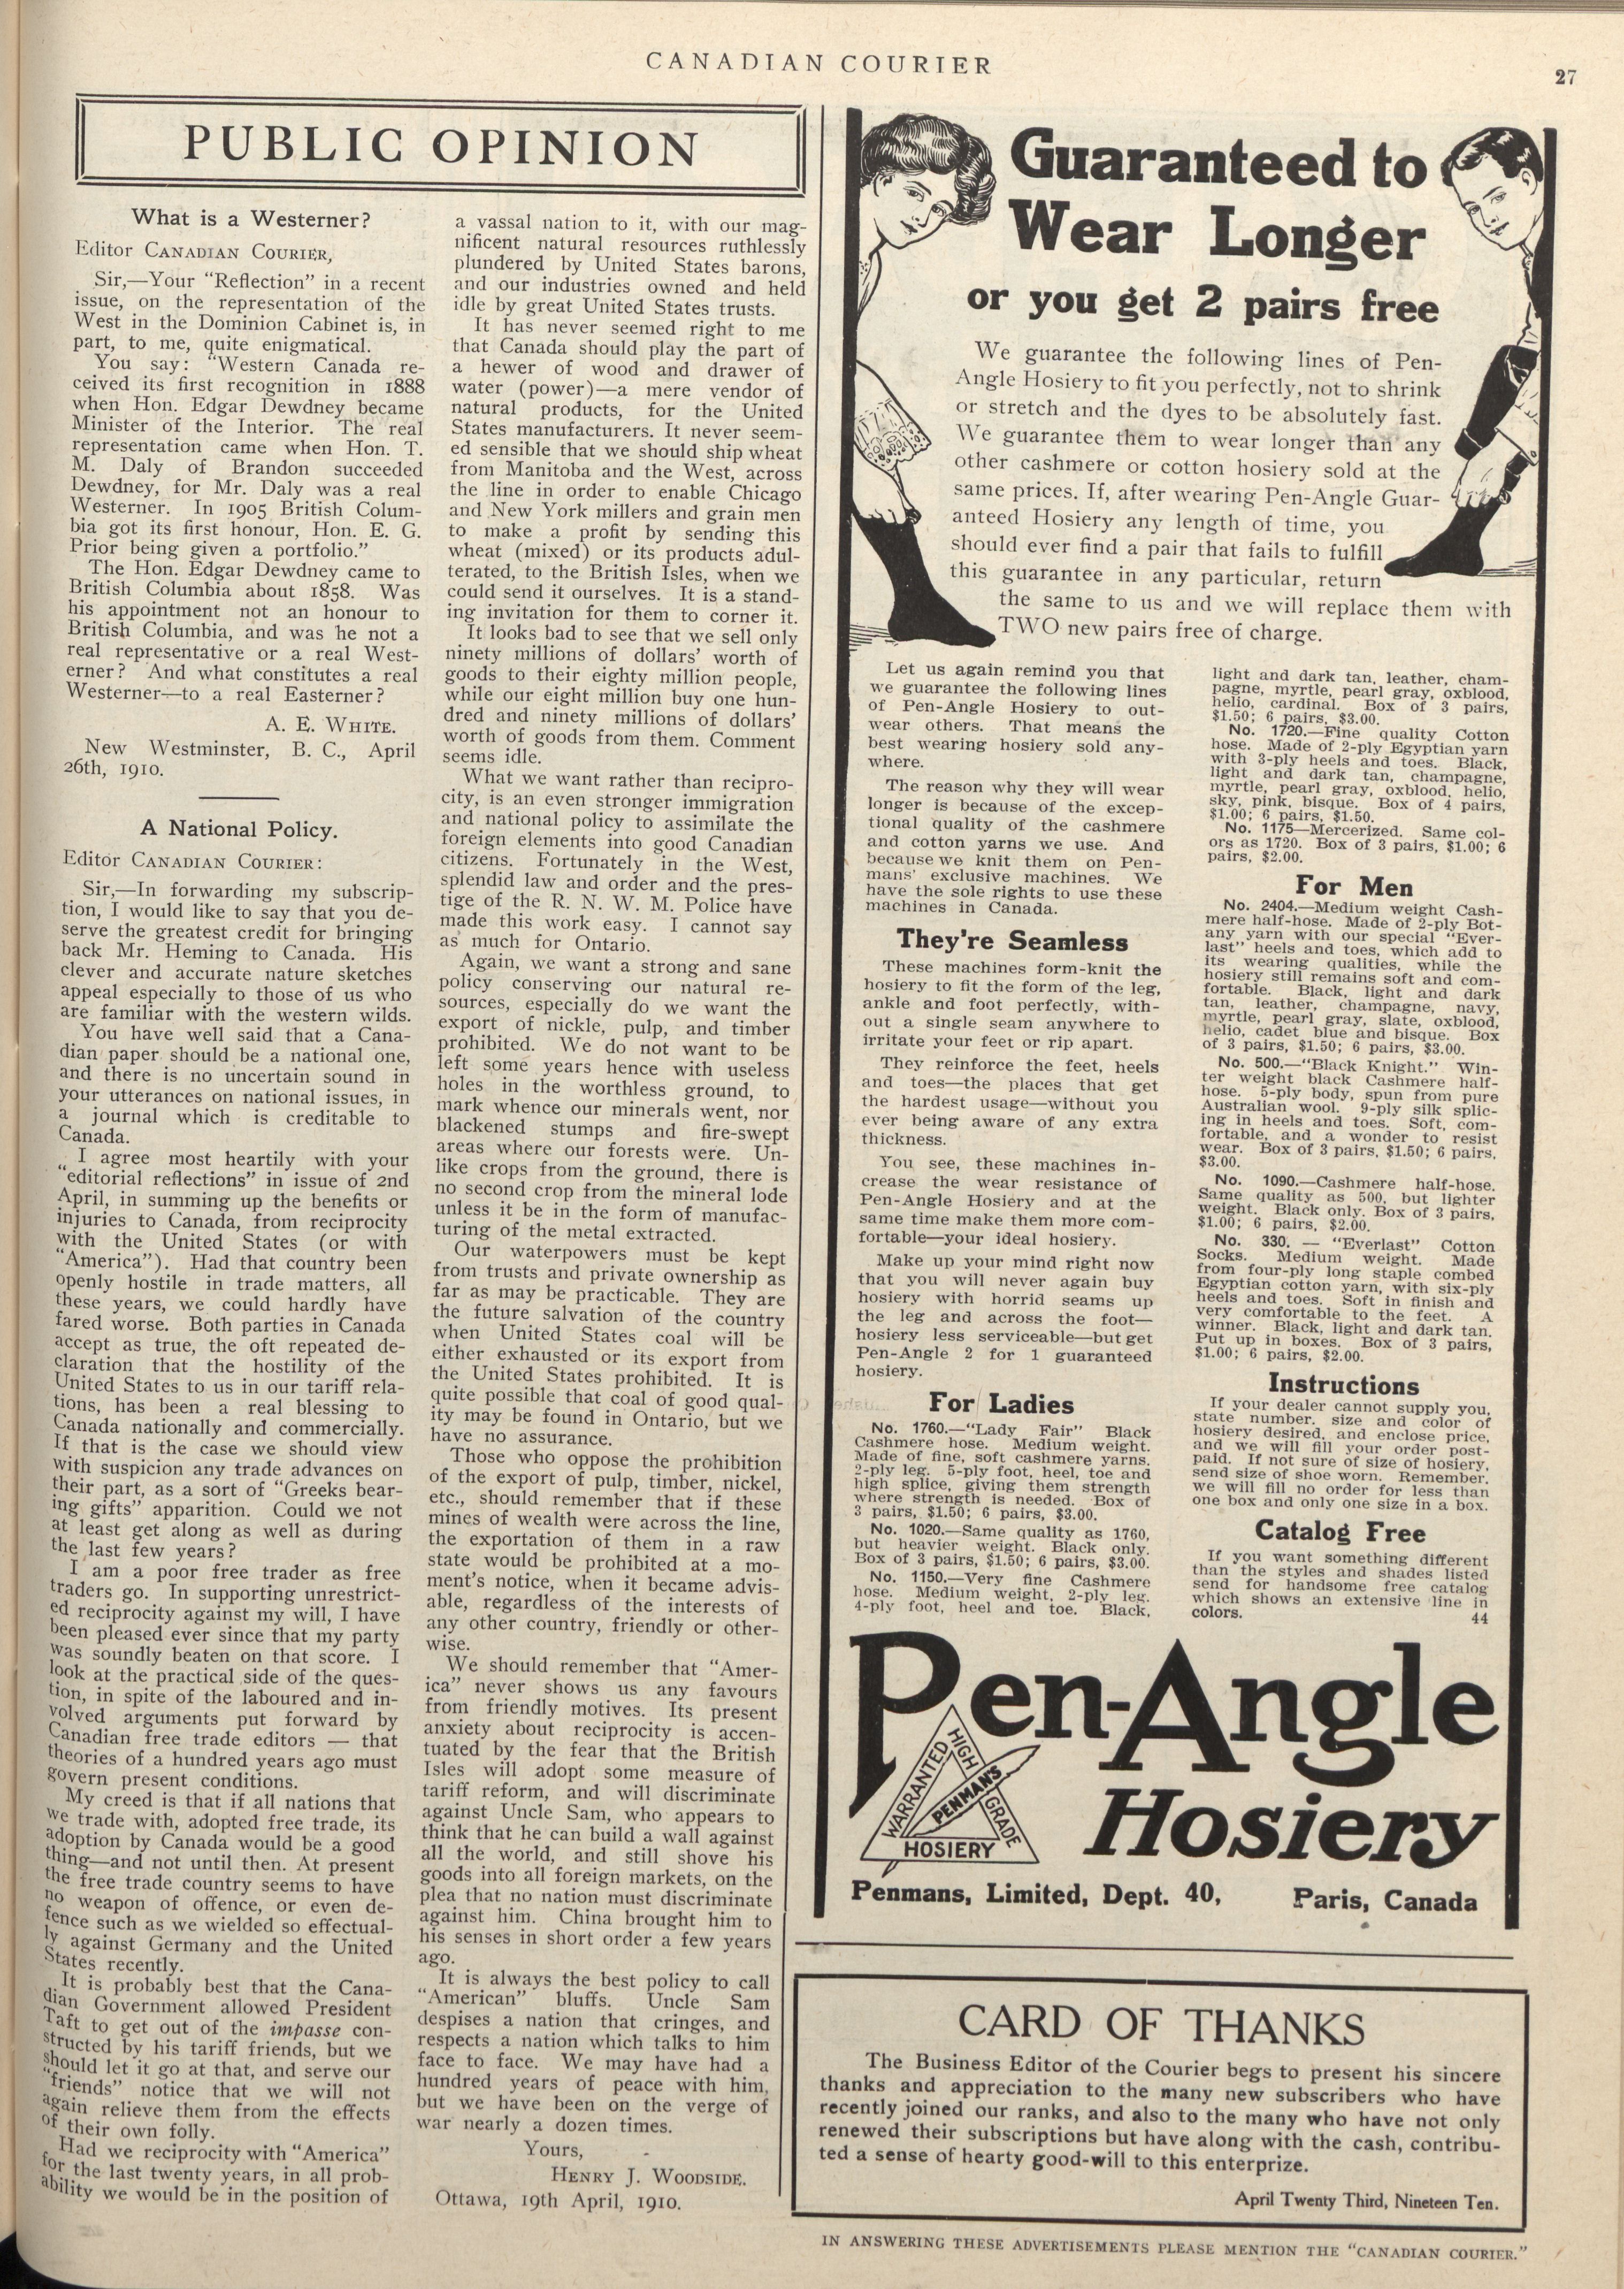 CANADIAN COURIER
27
PUBLIC OPINION
What is a Westerner?
Editor CANADIAN COURIER,
Sir,—Your "Reflection" in a recent
issue, on the representation of the
West in the Dominion Cabinet is, in
part, to me, quite enigmatical.
You say: "Western Canada re-
ceived its first recognition in 1888
when Hon. Edgar Dewdney became
Minister of the Interior. The real
representation came when Hon. T.
M. Daly of Brandon succeeded
Dewdney, for Mr. Daly was a real
Westerner. In 1905 British Colum-
bia got its first honour, Hon. E. G.
Prior being given a portfolio."
The Hon. Edgar Dewdney came to
British Columbia about 1858. Was
his appointment not an honour to
British Columbia, and was he not a
real representative or a real West-
erner? And what constitutes a real
Westerner—to a real Easterner?
A. E. WHITE.
New Westminster, B. C., April
26th, 1910.
A National Policy.
Editor CANADIAN COURIER:
Sir,—In forwarding my subscrip-
tion, I would like to say that you de-
serve the greatest credit for bringing
back Mr. Heming to Canada. His
clever and accurate nature sketches
appeal especially to those of us who
are familiar with the western wilds.
You have well said that a Cana-
dian paper should be a national one,
and there is no uncertain sound in
your utterances on national issues, in
a journal which is creditable to
Canada.
I agree most heartily with your
"editorial reflections" in issue of 2nd
April, in summing up the benefits or
injuries to Canada, from reciprocity
with the United States (or with
"America"). Had that country been
openly hostile in trade matters, all
these years, we could hardly have
fared worse. Both parties in Canada
accept as true, the oft repeated de-
claration that the hostility of the
United States to us in our tariff rela-
tions, has been a real blessing to
Canada nationally and commercially.
If that is the case we should view
with suspicion any trade advances on
their part, as a sort of "Greeks bear-
ing gifts" apparition. Could we not
at least get along as well as during
the last few years?
I am a poor free trader as free
traders go. In supporting unrestrict-
ed reciprocity against my will, I have
been pleased ever since that my party
was soundly beaten on that score. I
look at the practical side of the ques-
tion, in spite of the laboured and in-
volved arguments put forward by
Canadian free trade editors — that
theories of a hundred years ago must
govern present conditions.
My creed is that if all nations that
we trade with, adopted free trade, its
adoption by Canada would be a good
thing—and not until then. At present
the free trade country seems to have
no weapon of offence, or even de-
fence such as we wielded so effectual-
ly against Germany and the United
States recently.
It is probably best that the Cana-
dian Government allowed President
Taft to get out of the impasse con-
structed by his tariff friends, but we
should let it go at that, and serve our
"friends" notice that we will not
again relieve them from the effects
of their own folly.
Had we reciprocity with "America"
for the last twenty years, in all prob-
ability we would be in the position of
a vassal nation to it, with our mag-
nificent natural resources ruthlessly
plundered by United States barons,
and our industries owned and held
idle by great United States trusts.
It has never seemed right to me
that Canada should play the part of
a hewer of wood and drawer of
water (power)—a mere vendor of
natural products, for the United
States manufacturers. It never seem-
ed sensible that we should ship wheat
from Manitoba and the West, across
the line in order to enable Chicago
and New York millers and grain men
to make a profit by sending this
wheat (mixed) or its products adul-
terated, to the British Isles, when we
could send it ourselves. It is a stand-
ing invitation for them to corner it.
It looks bad to see that we sell only
ninety millions of dollars' worth of
goods to their eighty million people,
while our eight million buy one hun-
dred and ninety millions of dollars'
worth of goods from them. Comment
seems idle.
What we want rather than recipro-
city, is an even stronger immigration
and national policy to assimilate the
foreign elements into good Canadian
citizens. Fortunately in the West,
splendid law and order and the pres-
tige of the R. N. W. M. Police have
made this work easy. I cannot say
as much for Ontario.
Again, we want a strong and sane
policy conserving our natural re-
sources, especially do we want the
export of nickle, pulp, and timber
prohibited. We do not want to be
left some years hence with useless
holes in the worthless ground, to
mark whence our minerals went, nor
blackened stumps and fire-swept
areas where our forests were. Un-
like crops from the ground, there is
no second crop from the mineral lode
unless it be in the form of manufac-
turing of the metal extracted.
Our waterpowers must be kept
from trusts and private ownership as
far as may be practicable. They are
the future salvation of the country
when United States coal will be
either exhausted or its export from
the United States prohibited. It is
quite possible that coal of good qual-
ity may be found in Ontario, but we
have no assurance.
Those who oppose the prohibition
of the export of pulp, timber, nickel,
etc., should remember that if these
mines of wealth were across the line,
the exportation of them in a raw
state would be prohibited at a mo-
ment's notice, when it became advis-
able, regardless of the interests of
any other country, friendly or other-
wise.
We should remember that "Amer-
ica" never shows us any favours
from friendly motives. Its present
anxiety about reciprocity is accen-
tuated by the fear that the British
Isles will adopt some measure of
tariff reform, and will discriminate
against Uncle Sam, who appears to
think that he can build a wall against
all the world, and still shove his
goods into all foreign markets, on the
plea that no nation must discriminate
against him. China brought him to
his senses in short order a few years
ago.
It is always the best policy to call
"American" bluffs. Uncle Sam
despises a nation that cringes, and
respects a nation which talks to him
face to face. We may have had a
hundred years of peace with him,
but we have been on the verge of
war nearly a dozen times.
Yours,
HENRY J. WOODSIDE.
Ottawa, 19th April, 1910.
Guaranteed to
Wear Longer
or you get 2 pairs free
We guarantee the following lines of Pen-
Angle Hosiery to fit you perfectly, not to shrink
or stretch and the dyes to be absolutely fast.
We guarantee them to wear longer than any
other cashmere or cotton hosiery sold at the
same prices. If, after wearing Pen-Angle Guar-
anteed Hosiery any length of time, you
should ever find a pair that fails to fulfill
this guarantee in any particular, return
the same to us and we will replace them with
TWO new pairs free of charge.
Let us again remind you that
we guarantee the following lines
of Pen-Angle Hosiery to out-
wear others. That means the
best wearing hosiery sold any-
where.
The reason why they will wear
longer is because of the excep-
tional quality of the cashmere
and cotton yarns we use. And
because we knit them on Pen-
mans' exclusive machines. We
have the sole rights to use these
machines in Canada.
They're Seamless
These machines form-knit the
hosiery to fit the form of the leg,
ankle and foot perfectly, with-
out a single seam anywhere to
irritate your feet or rip apart.
They reinforce the feet, heels
and toes—the places that get
the hardest usage—without you
ever being aware of any extra
thickness.
You see, these machines in-
crease the wear resistance of
Pen-Angle Hosiery and at the
same time make them more com-
fortable—your ideal hosiery.
Make up your mind right now
that you will never again buy
hosiery with horrid seams up
the leg and across the foot—
hosiery less serviceable—but get
Pen-Angle 2 for 1 guaranteed
hosiery.
For Ladies
No. 1760.—"Lady Fair" Black
Cashmere hose. Medium weight.
Made of fine, soft cashmere yarns.
2-ply leg. 5-ply foot, heel, toe and
high splice, giving them strength
where strength is needed. Box of
3 pairs, $1.50; 6 pairs, $3.00.
No. 1020.—Same quality as 1760,
but heavier weight. Black only.
Box of 3 pairs, $1.50; 6 pairs, $3.00.
No. 1150.—Very fine Cashmere
hose. Medium weight, 2-ply leg.
4-ply foot, heel and toe. Black,
light and dark tan, leather, cham-
pagne, myrtle, pearl gray, oxblood,
helio, cardinal. Box of 3 pairs,
$1.50; 6 pairs, $3.00.
No. 1720.—Fine quality Cotton
hose. Made of 2-ply Egyptian yarn
with 3-ply heels and toes. Black,
light and dark tan, champagne,
myrtle, pearl gray, oxblood, helio,
sky, pink, bisque. Box of 4 pairs,
$1.00; 6 pairs, $1.50.
No. 1175—Mercerized. Same col-
ors as 1720. Box of 3 pairs, $1.00; 6
pairs, $2.00.
For Men
No. 2404.—Medium weight Cash-
mere half-hose. Made of 2-ply Bot-
any yarn with our special "Ever-
last" heels and toes, which add to
its wearing qualities, while the
hosiery still remains soft and com-
fortable. Black, light and dark
tan, leather, champagne, navy,
myrtle, pearl gray, slate, oxblood,
helio, cadet blue and bisque. Box
of 3 pairs, $1.50; 6 pairs, $3.00.
No. 500.—"Black Knight." Win-
ter weight black Cashmere half-
hose. 5-ply body, spun from pure
Australian wool. 9-ply silk splic-
ing in heels and toes. Soft, com-
fortable, and a wonder to resist
wear. Box of 3 pairs, $1.50; 6 pairs,
$3.00.
No. 1090.—Cashmere half-hose.
Same quality as 500, but lighter
weight. Black only. Box of 3 pairs,
$1.00; 6 pairs, $2.00.
No. 330. — "Everlast" Cotton
Socks. Medium weight. Made
from four-ply long staple combed
Egyptian cotton yarn, with six-ply
heels and toes. Soft in finish and
very comfortable to the feet. A
winner. Black, light and dark tan.
Put up in boxes. Box of 3 pairs,
$1.00; 6 pairs, $2.00.
Instructions
If your dealer cannot supply you,
state number, size and color of
hosiery desired, and enclose price,
and we will fill your order post-
paid. If not sure of size of hosiery,
send size of shoe worn. Remember,
we will fill no order for less than
one box and only one size in a box.
Catalog Free
If you want something different
than the styles and shades listed
send for handsome free catalog
which shows an extensive line in
colors. 44
Pen-Angle
Hosiery
WARRANTED
HIGH
GRADE
PENMAN'S
HOSIERY
Penmans, Limited, Dept. 40, Paris, Canada
CARD OF THANKS
The Business Editor of the Courier begs to present his sincere
thanks and appreciation to the many new subscribers who have
recently joined our ranks, and also to the many who have not only
renewed their subscriptions but have along with the cash, contribu-
ted a sense of hearty good-will to this enterprize.
April Twenty Third, Nineteen Ten.
IN ANSWERING THESE ADVERTISEMENTS PLEASE MENTION THE "CANADIAN COURIER."